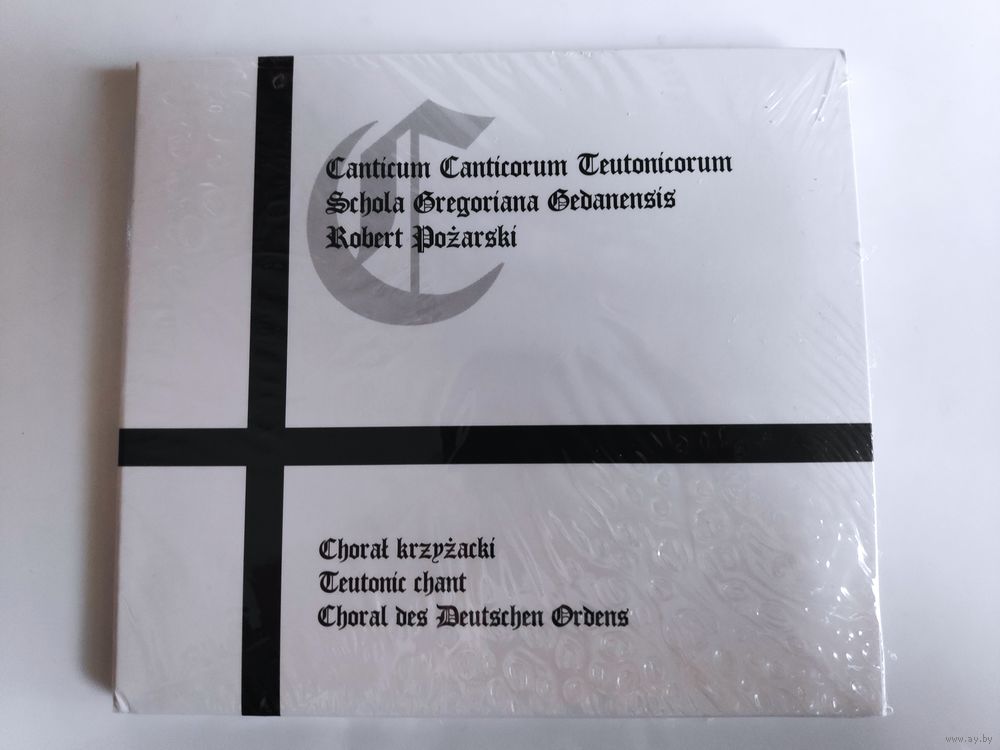 C
Canticum Canticorum Teutonicorum
Schola Gregoriana Gedanensis
Robert Pożarski
Chorał krzyżacki
Teutonic chant
Choral des Deutschen Ordens
www.ay.by